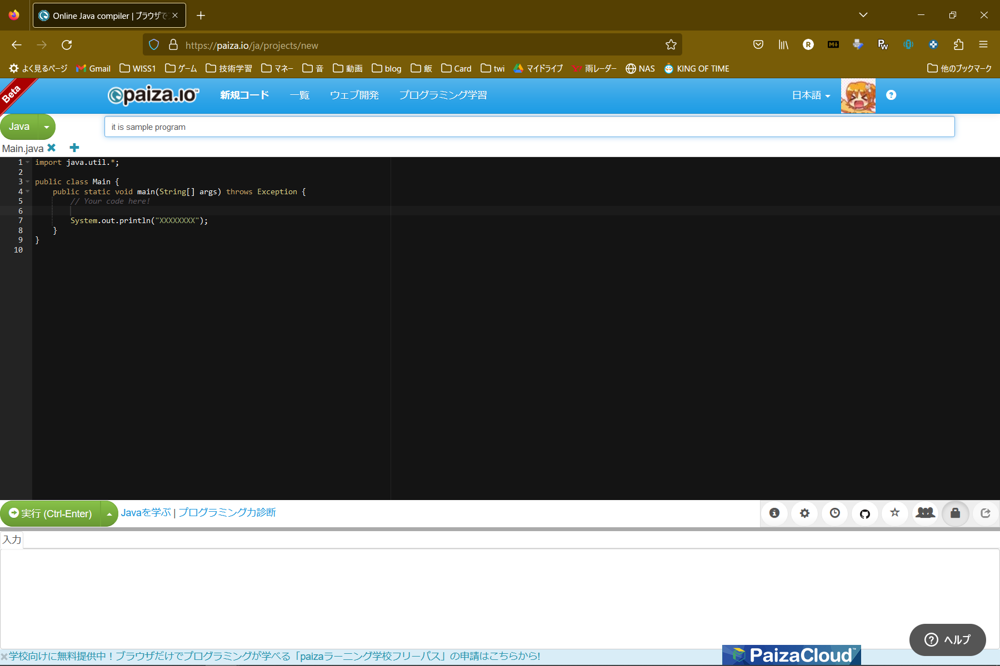 Online Java compiler | ブラウザで
https://paiza.io/ja/projects/new
よく見るページ Gmail WISS1 ゲーム 技術学習 マネー 音 動画 blog 飯 Card twi マイドライブ 雨レーダー NAS KING OF TIME 他のブックマーク
Beta
paiza.IO™ 新規コード 一覧 ウェブ開発 プログラミング学習 日本語
Java it is sample program
Main.java
1 import java.util.*;
2
3 public class Main {
4 public static void main(String[] args) throws Exception {
5 // Your code here!
6
7 System.out.println("XXXXXXXX");
8 }
9 }
10
実行 (Ctrl-Enter) Javaを学ぶ | プログラミング力診断
入力
ヘルプ
学校向けに無料提供中！ブラウザだけでプログラミングが学べる「paizaラーニング学校フリーパス」の申請はこちらから!
PaizaCloud™